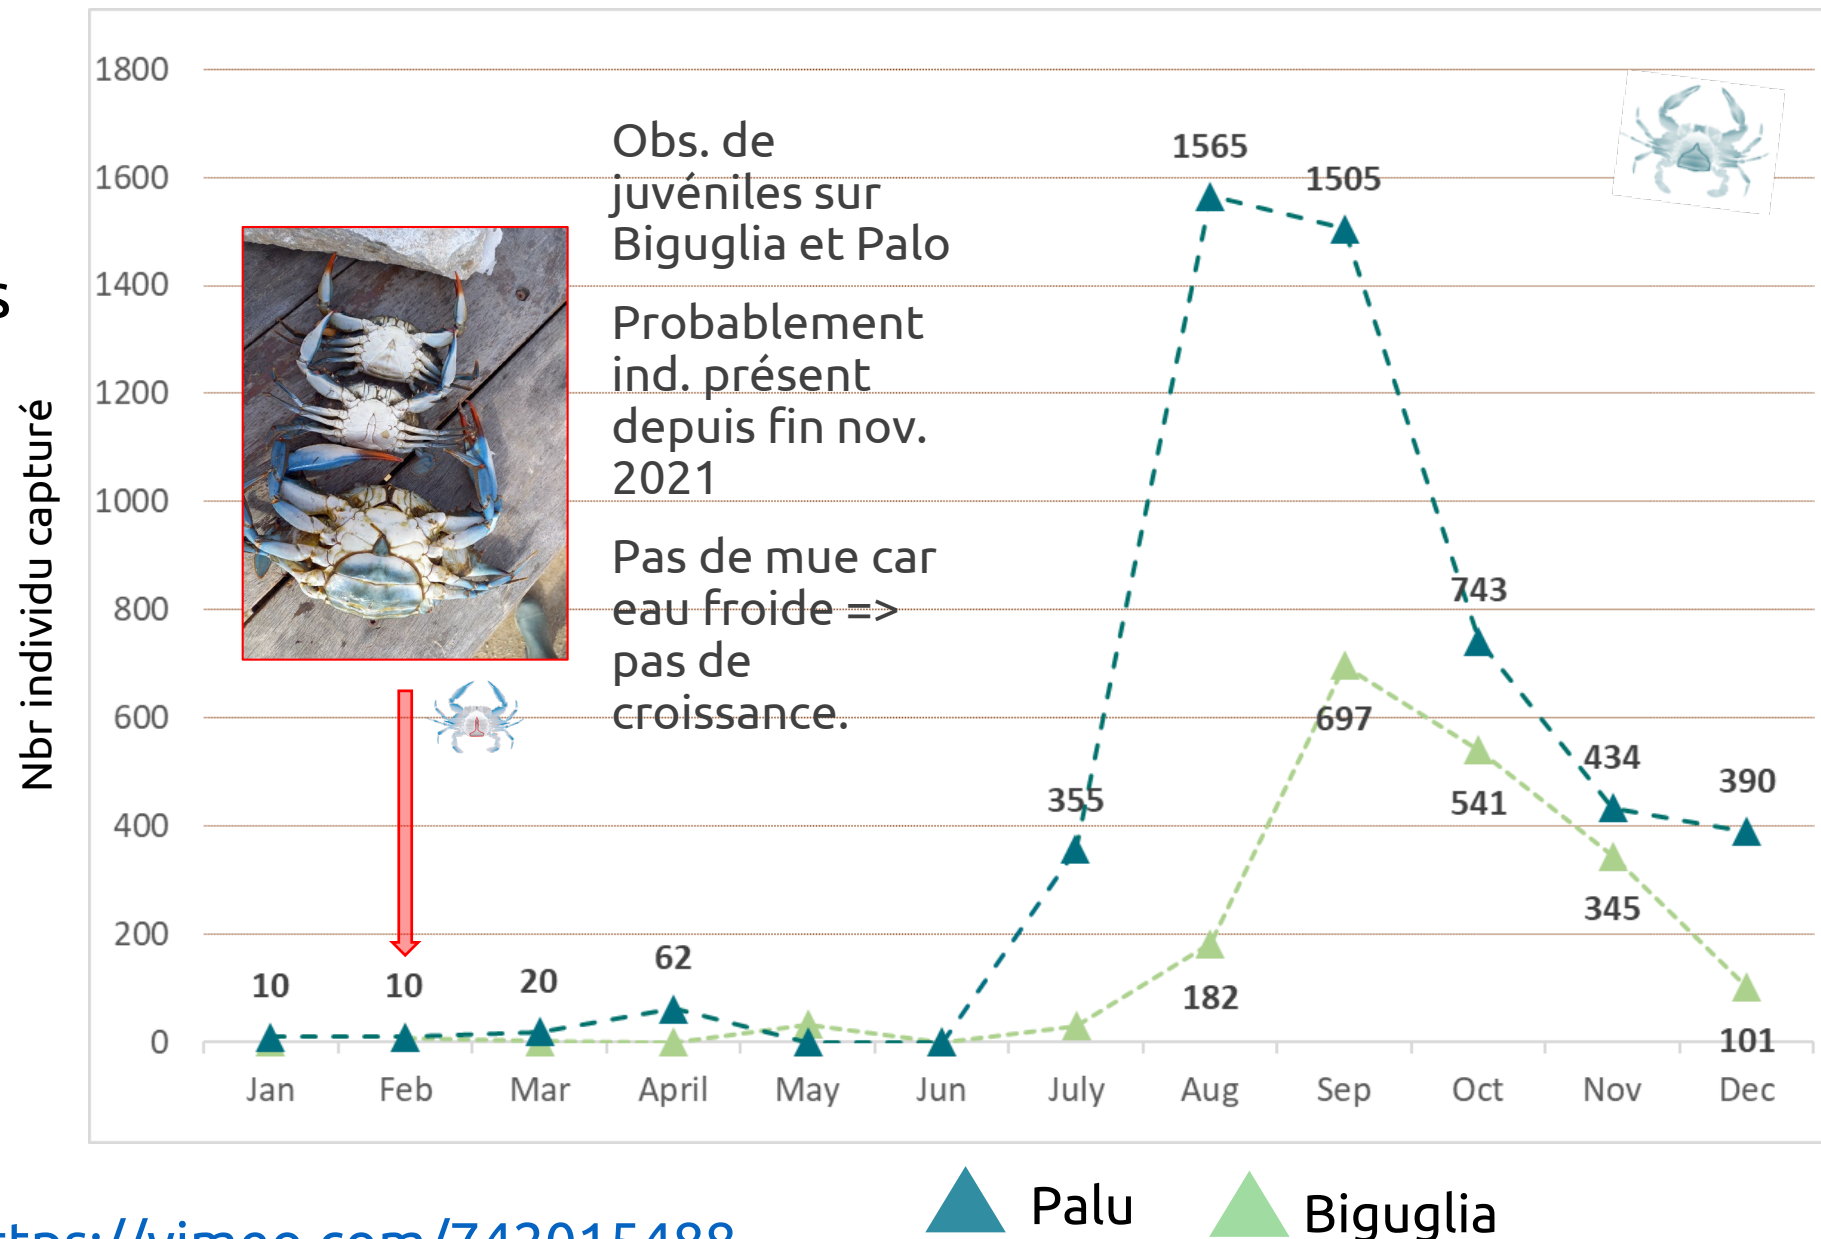 1800
1600
1400
1200
1000
800
600
400
200
0
Nbr individu capturé
s
Obs. de
juvéniles sur
Biguglia et Palo
Probablement
ind. présent
depuis fin nov.
2021
Pas de mue car
eau froide =>
pas de
croissance.
1565
1505
743
697
434
390
355
541
345
182
101
10
10
20
62
Jan
Feb
Mar
April
May
Jun
July
Aug
Sep
Oct
Nov
Dec
Palu
Biguglia